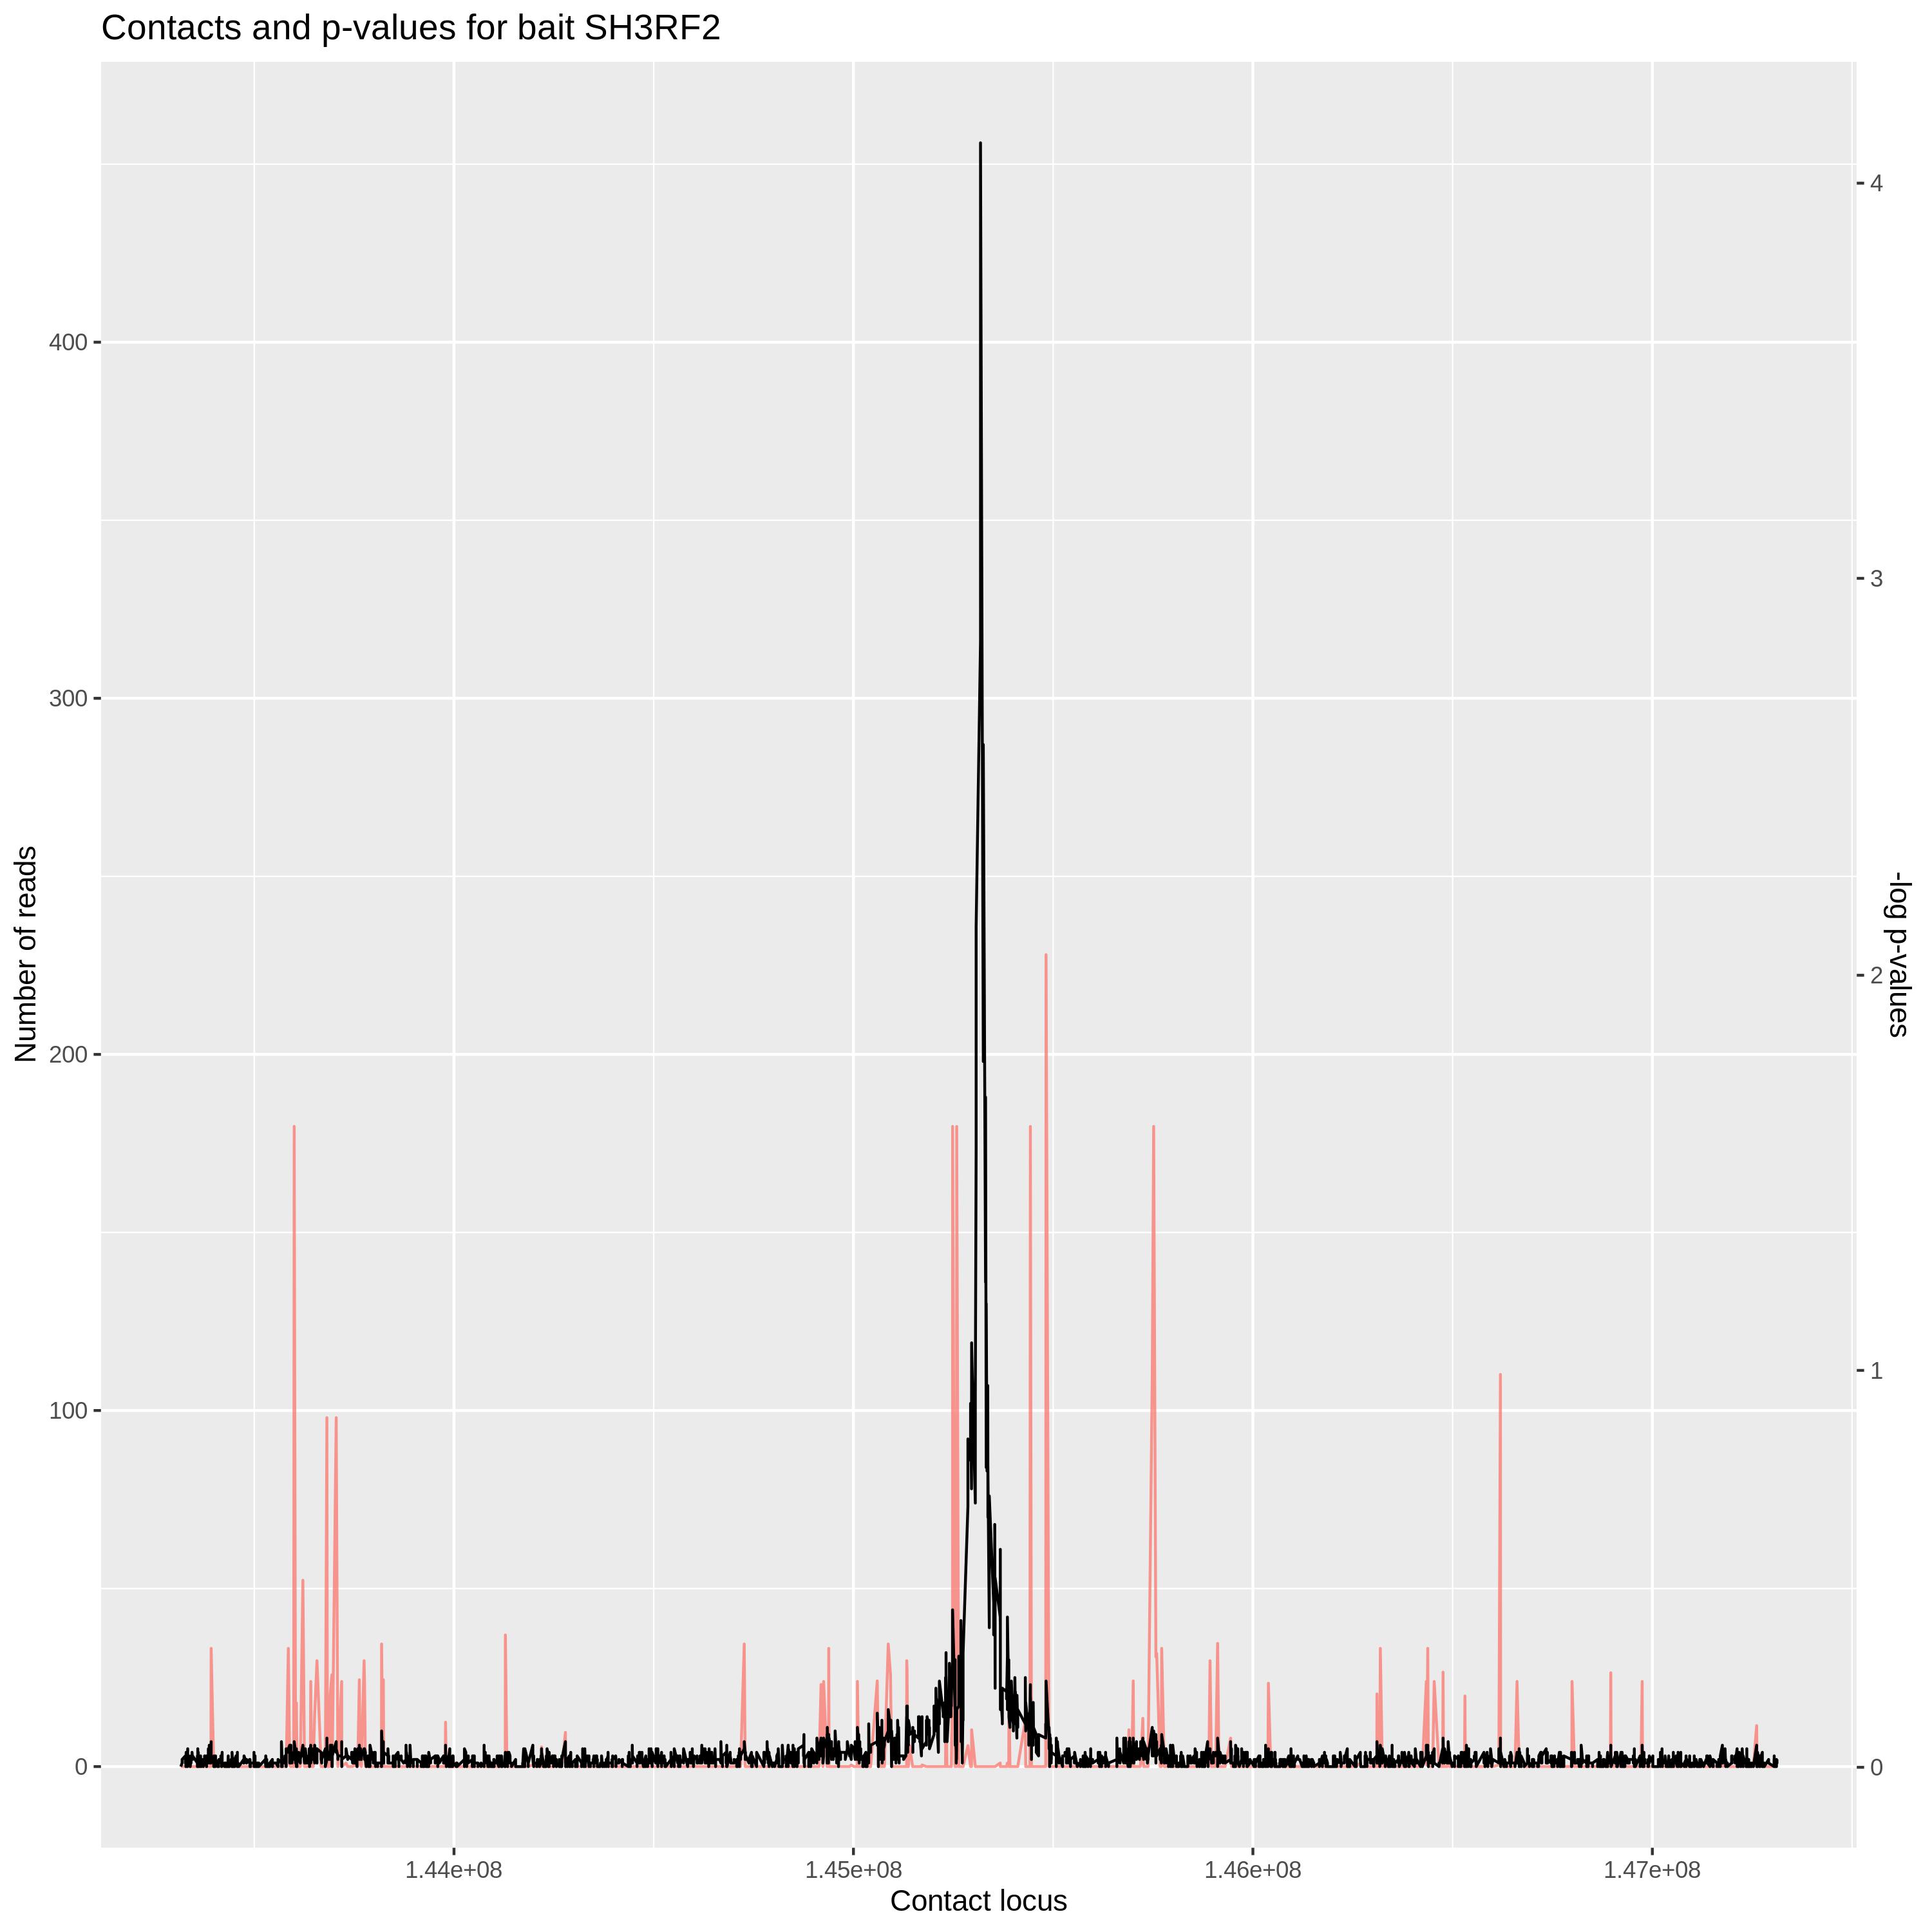 Contacts and p-values for bait SH3RF2
Number of reads
400
300
200
100
0
4
3
2
1
0
-log p-values
1.44e+08
1.45e+08
1.46e+08
1.47e+08
Contact locus